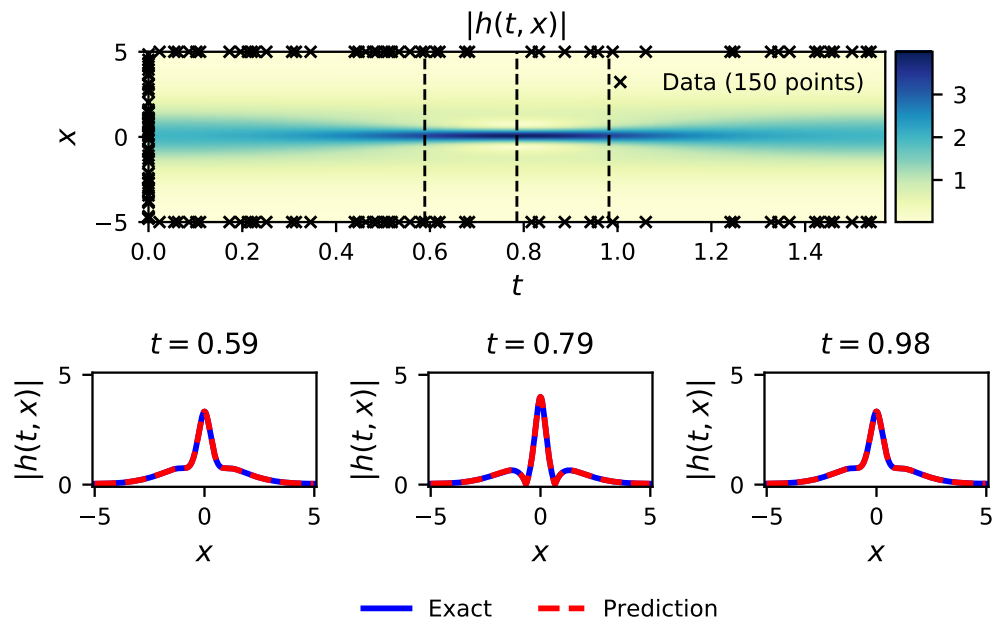 |h(t, x)|
5
0
−5
x
Data (150 points)
3
2
1
0.0 0.2 0.4 0.6 0.8 1.0 1.2 1.4
t
t = 0.59 t = 0.79 t = 0.98
|h(t, x)| |h(t, x)| |h(t, x)|
5 5 5
0 0 0
−5 0 5 −5 0 5 −5 0 5
x x x
Exact Prediction